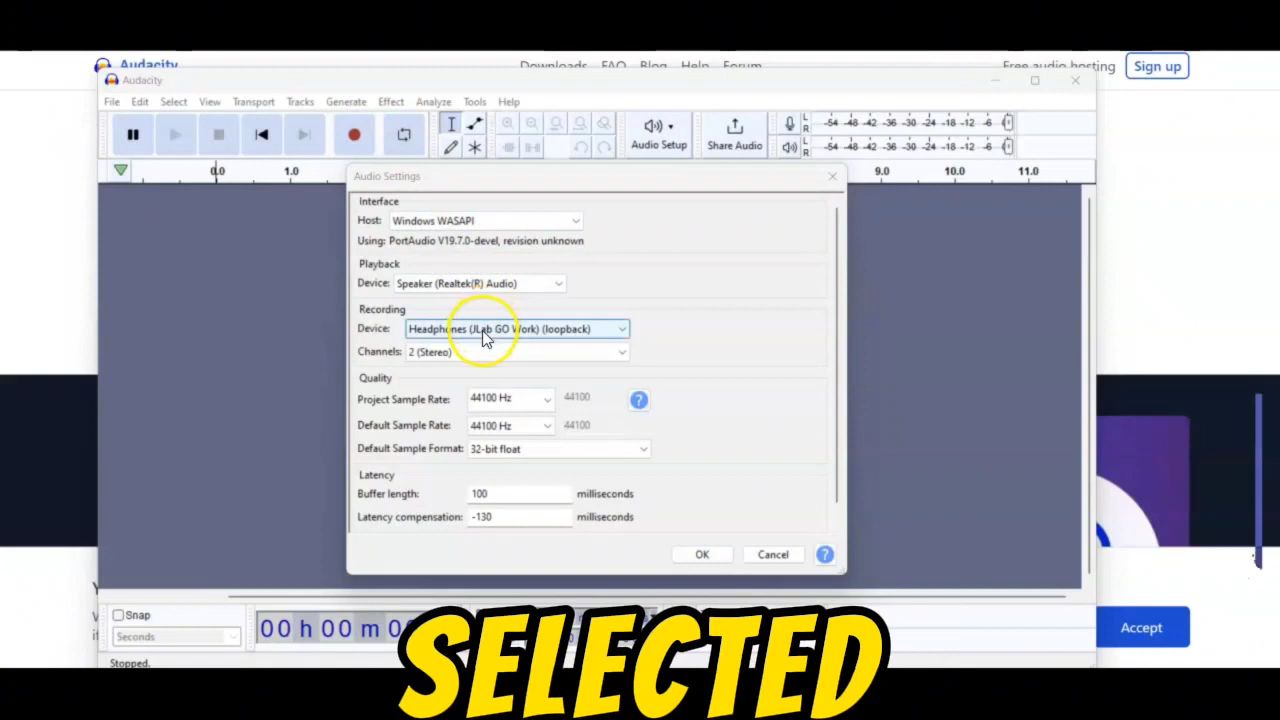 Audacity Downloads FAQ Blog Help Forum Free audio hosting Sign up
Audacity
File Edit Select View Transport Tracks Generate Effect Analyze Tools Help
L -54 -48 -42 -36 -30 -24 -18 -12 -6
R
Audio Setup Share Audio
L -54 -48 -42 -36 -30 -24 -18 -12 -6
R
0.0 1.0 9.0 10.0 11.0
Audio Settings
Interface
Host: Windows WASAPI
Using: PortAudio V19.7.0-devel, revision unknown
Playback
Device: Speaker (Realtek(R) Audio)
Recording
Device: Headphones (JLab GO Work) (loopback)
Channels: 2 (Stereo)
Quality
Project Sample Rate: 44100 Hz 44100 ?
Default Sample Rate: 44100 Hz 44100
Default Sample Format: 32-bit float
Latency
Buffer length: 100 milliseconds
Latency compensation: -130 milliseconds
OK Cancel ?
Snap
Seconds
00 h 00 m
Accept
SELECTED
Stopped.